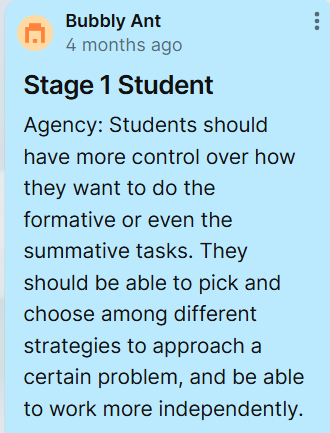 Bubbly Ant
4 months ago
Stage 1 Student
Agency: Students should
have more control over how
they want to do the
formative or even the
summative tasks. They
should be able to pick and
choose among different
strategies to approach a
certain problem, and be able
to work more independently.